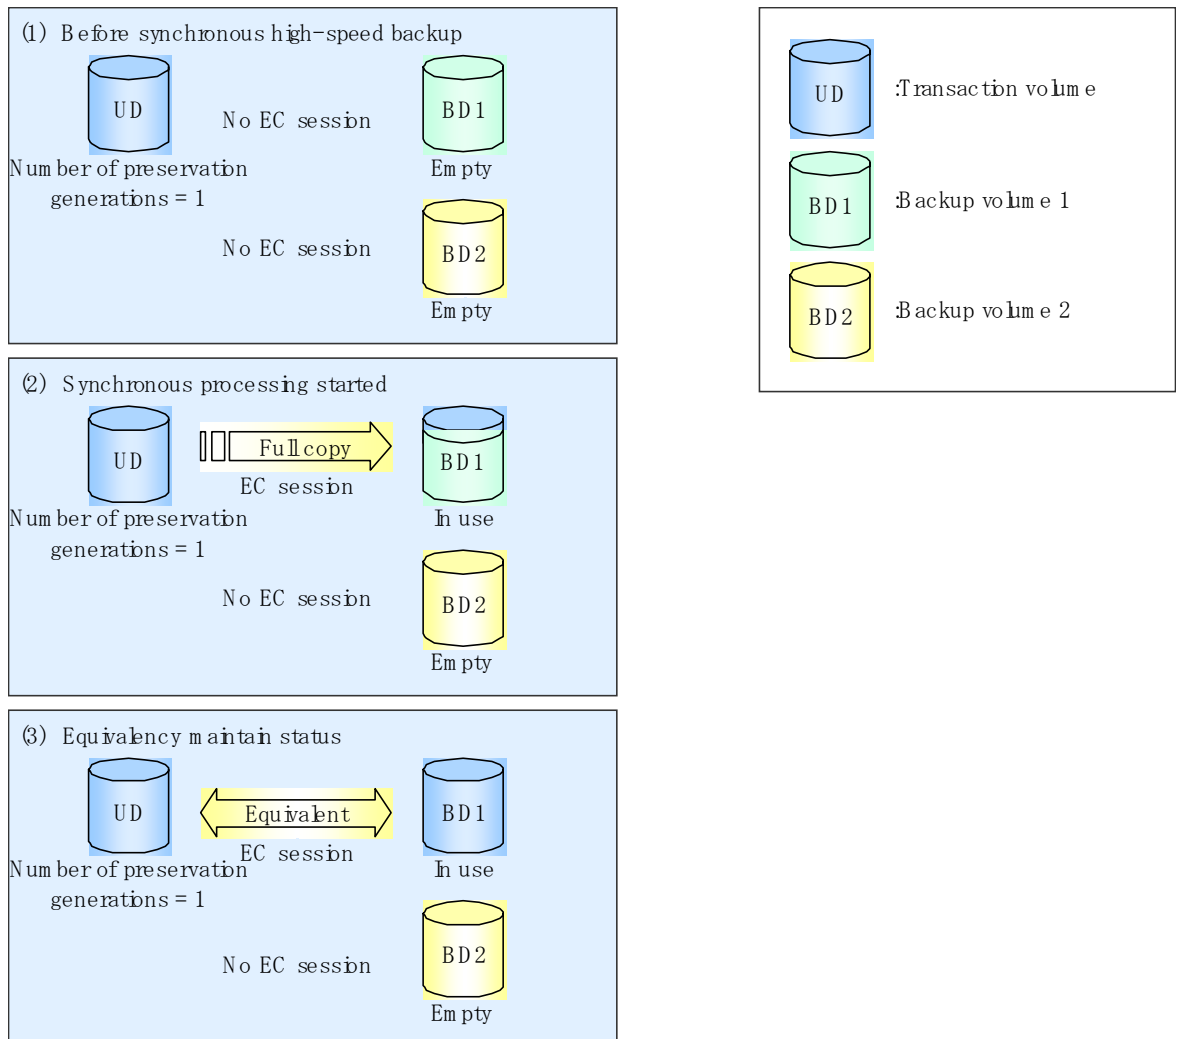 (1) Before synchronous high-speed backup
UD
No EC session
BD1
Number of preservation
generations = 1
Empty
No EC session
BD2
Empty
(2) Synchronous processing started
UD
Full copy
EC session
BD1
Number of preservation
generations = 1
In use
No EC session
BD2
Empty
(3) Equivalency maintain status
UD
Equivalent
EC session
BD1
Number of preservation
generations = 1
In use
No EC session
BD2
Empty
UD
:Transaction volume
BD1
:Backup volume 1
BD2
:Backup volume 2